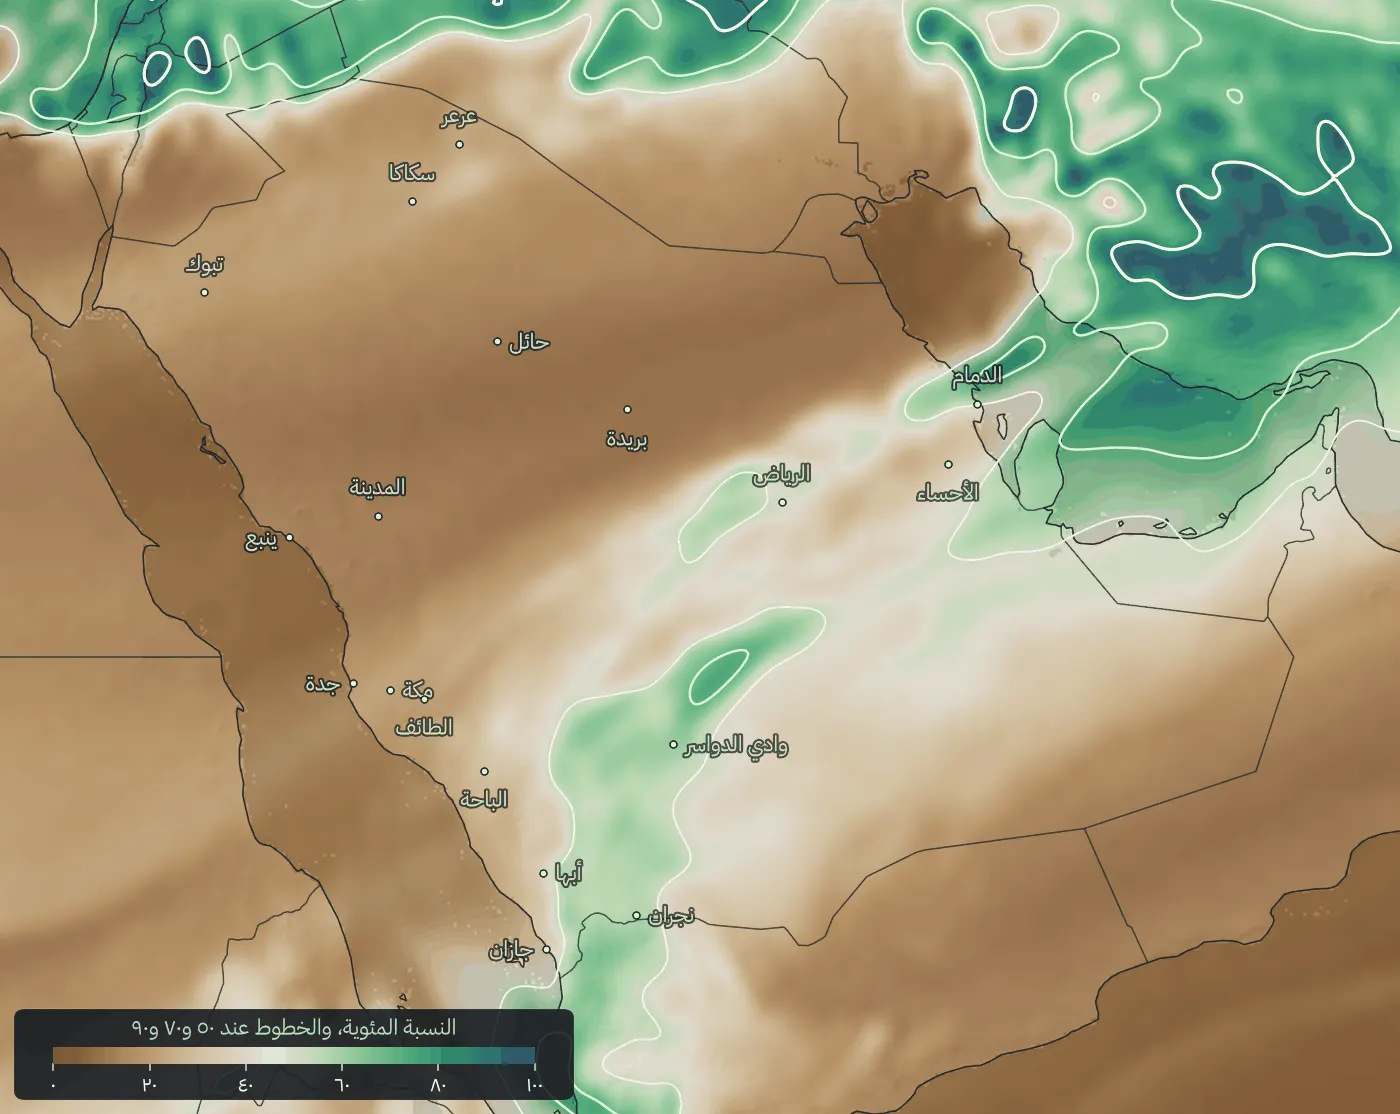 عرعر
سكاكا
تبوك
حائل
الدمام
بريدة
الرياض
المدينة
الأحساء
ينبع
جدة
مكة
الطائف
وادي الدواسر
الباحة
أبها
نجران
جازان
النسبة المئوية، والخطوط عند ٥٠ و٧٠ و٩٠
٠ ٢٠ ٤٠ ٦٠ ٨٠ ١٠٠